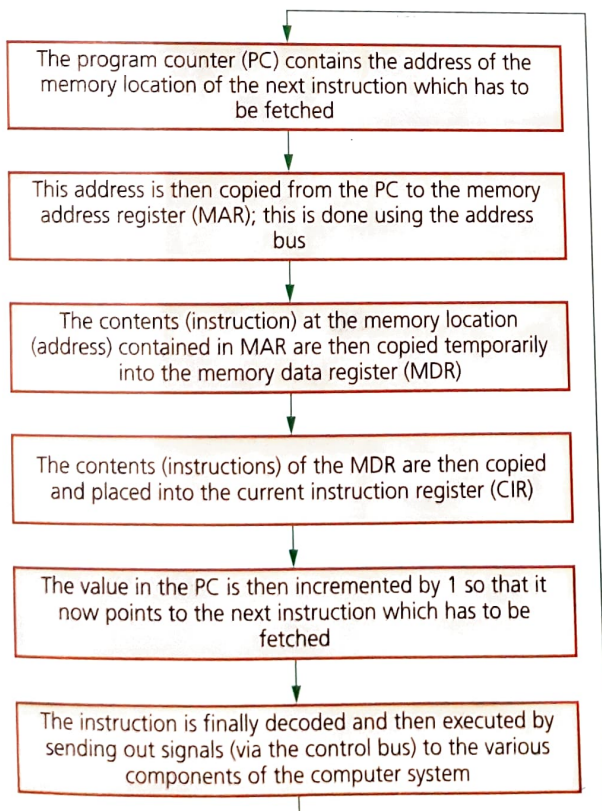 The program counter (PC) contains the address of the
memory location of the next instruction which has to
be fetched
This address is then copied from the PC to the memory
address register (MAR); this is done using the address
bus
The contents (instruction) at the memory location
(address) contained in MAR are then copied temporarily
into the memory data register (MDR)
The contents (instructions) of the MDR are then copied
and placed into the current instruction register (CIR)
The value in the PC is then incremented by 1 so that it
now points to the next instruction which has to be
fetched
The instruction is finally decoded and then executed by
sending out signals (via the control bus) to the various
components of the computer system